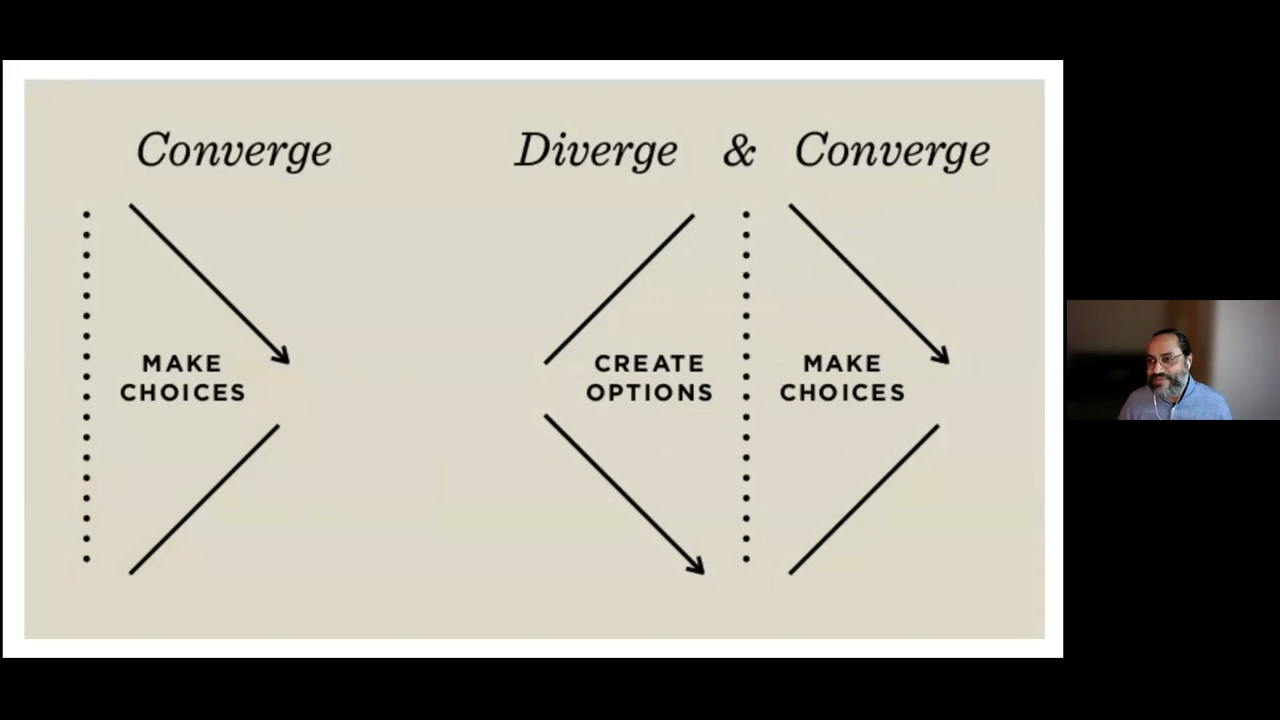 Converge
MAKE
CHOICES
Diverge & Converge
CREATE
OPTIONS
MAKE
CHOICES